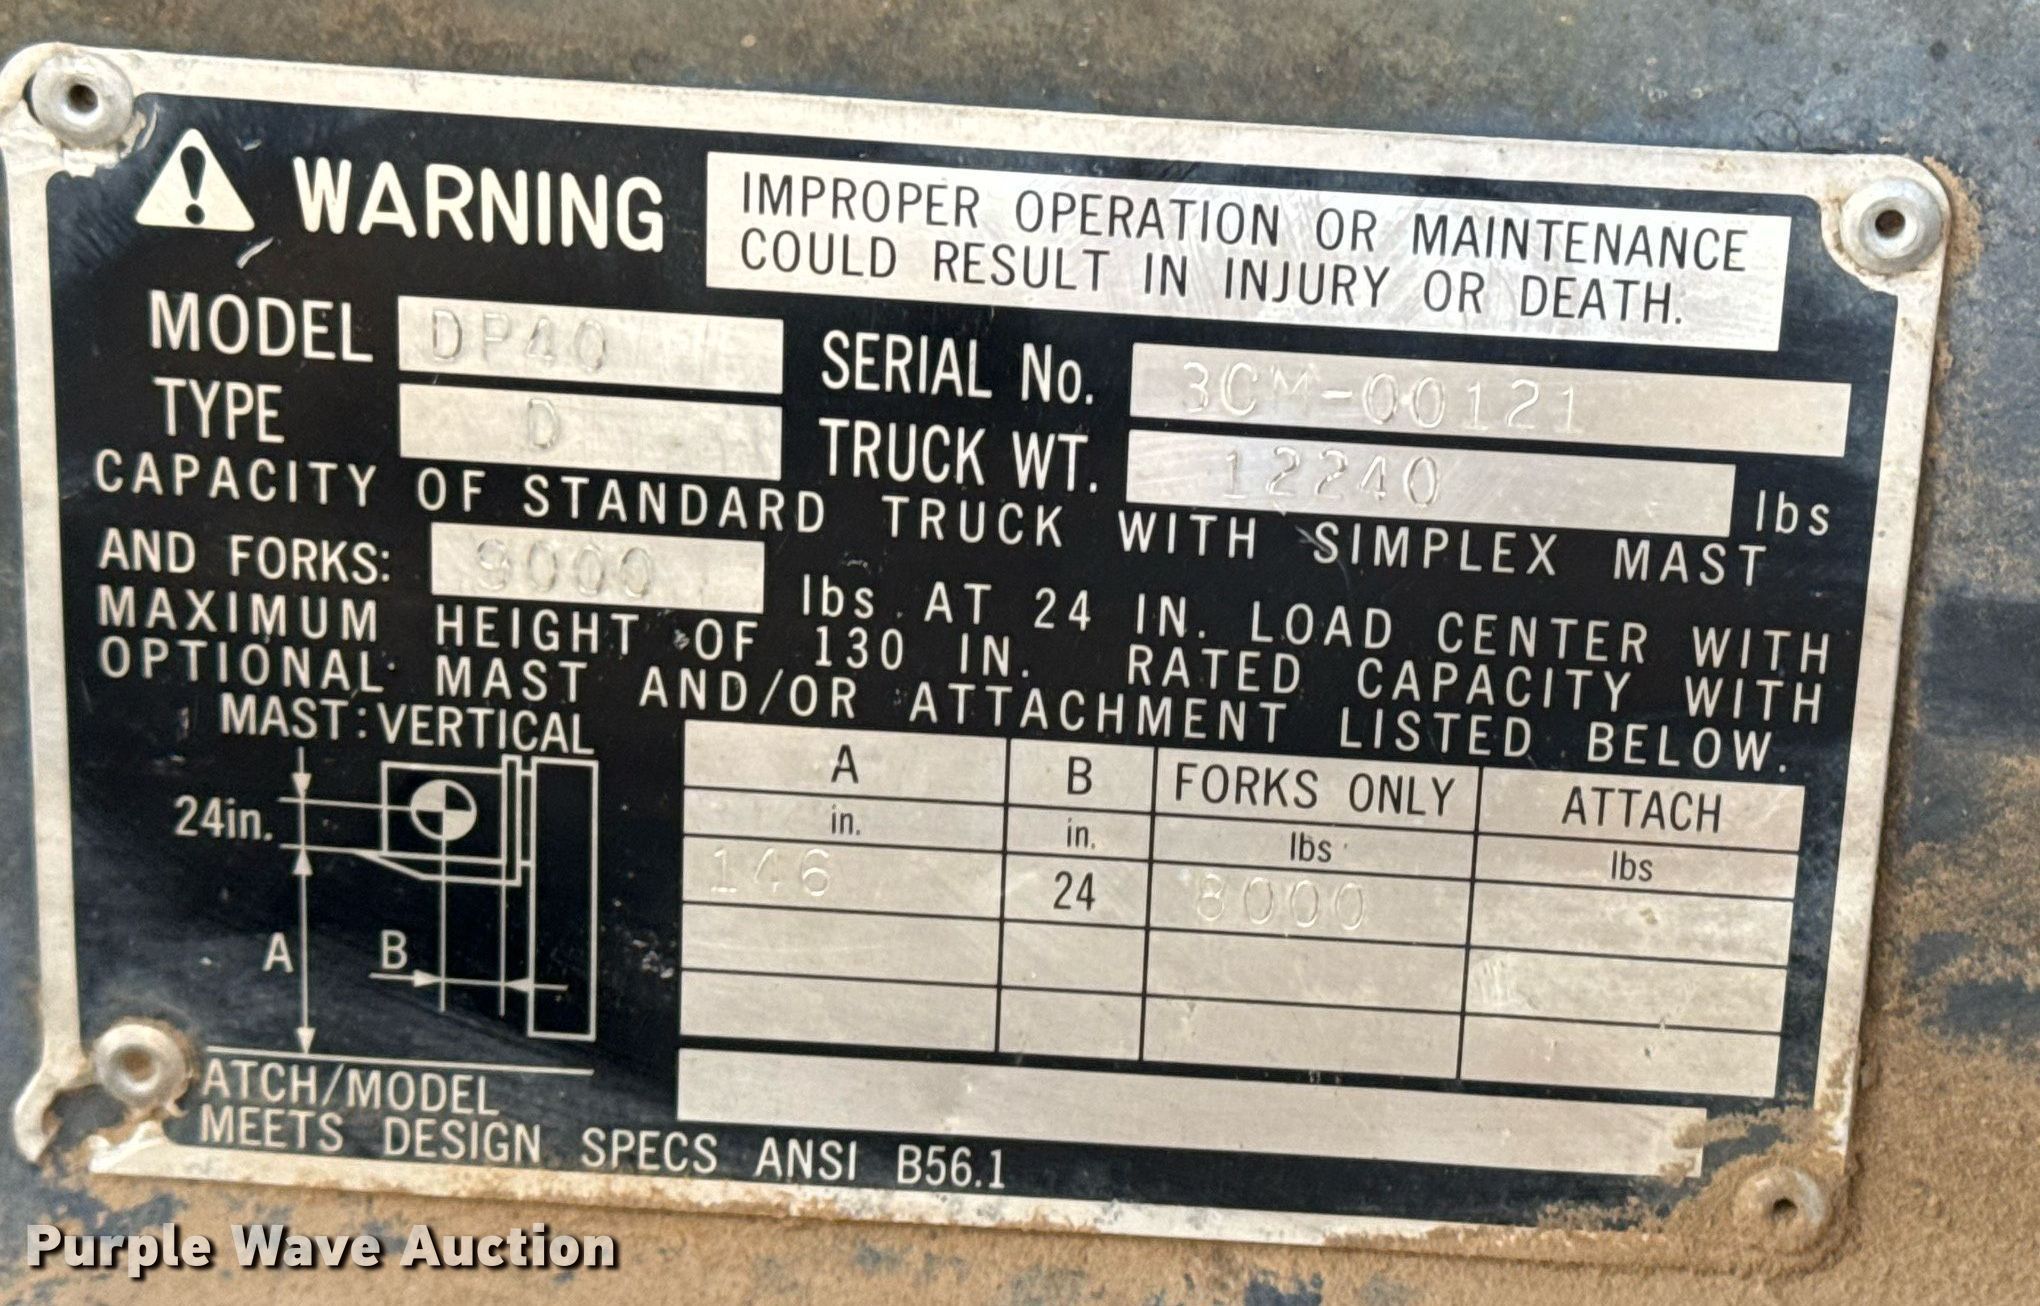 WARNING
IMPROPER OPERATION OR MAINTENANCE
COULD RESULT IN INJURY OR DEATH.
MODEL DP40
SERIAL No. 3CM-00121
TYPE D
TRUCK WT. 12240 lbs
CAPACITY OF STANDARD TRUCK WITH SIMPLEX MAST
AND FORKS: 9000 lbs AT 24 IN. LOAD CENTER WITH
MAXIMUM HEIGHT OF 130 IN. RATED CAPACITY WITH
OPTIONAL MAST AND/OR ATTACHMENT LISTED BELOW.
MAST: VERTICAL
24in.
A
B
A B FORKS ONLY ATTACH
in. in. lbs lbs
146 24 8000
ATCH/MODEL
MEETS DESIGN SPECS ANSI B56.1
Purple Wave Auction